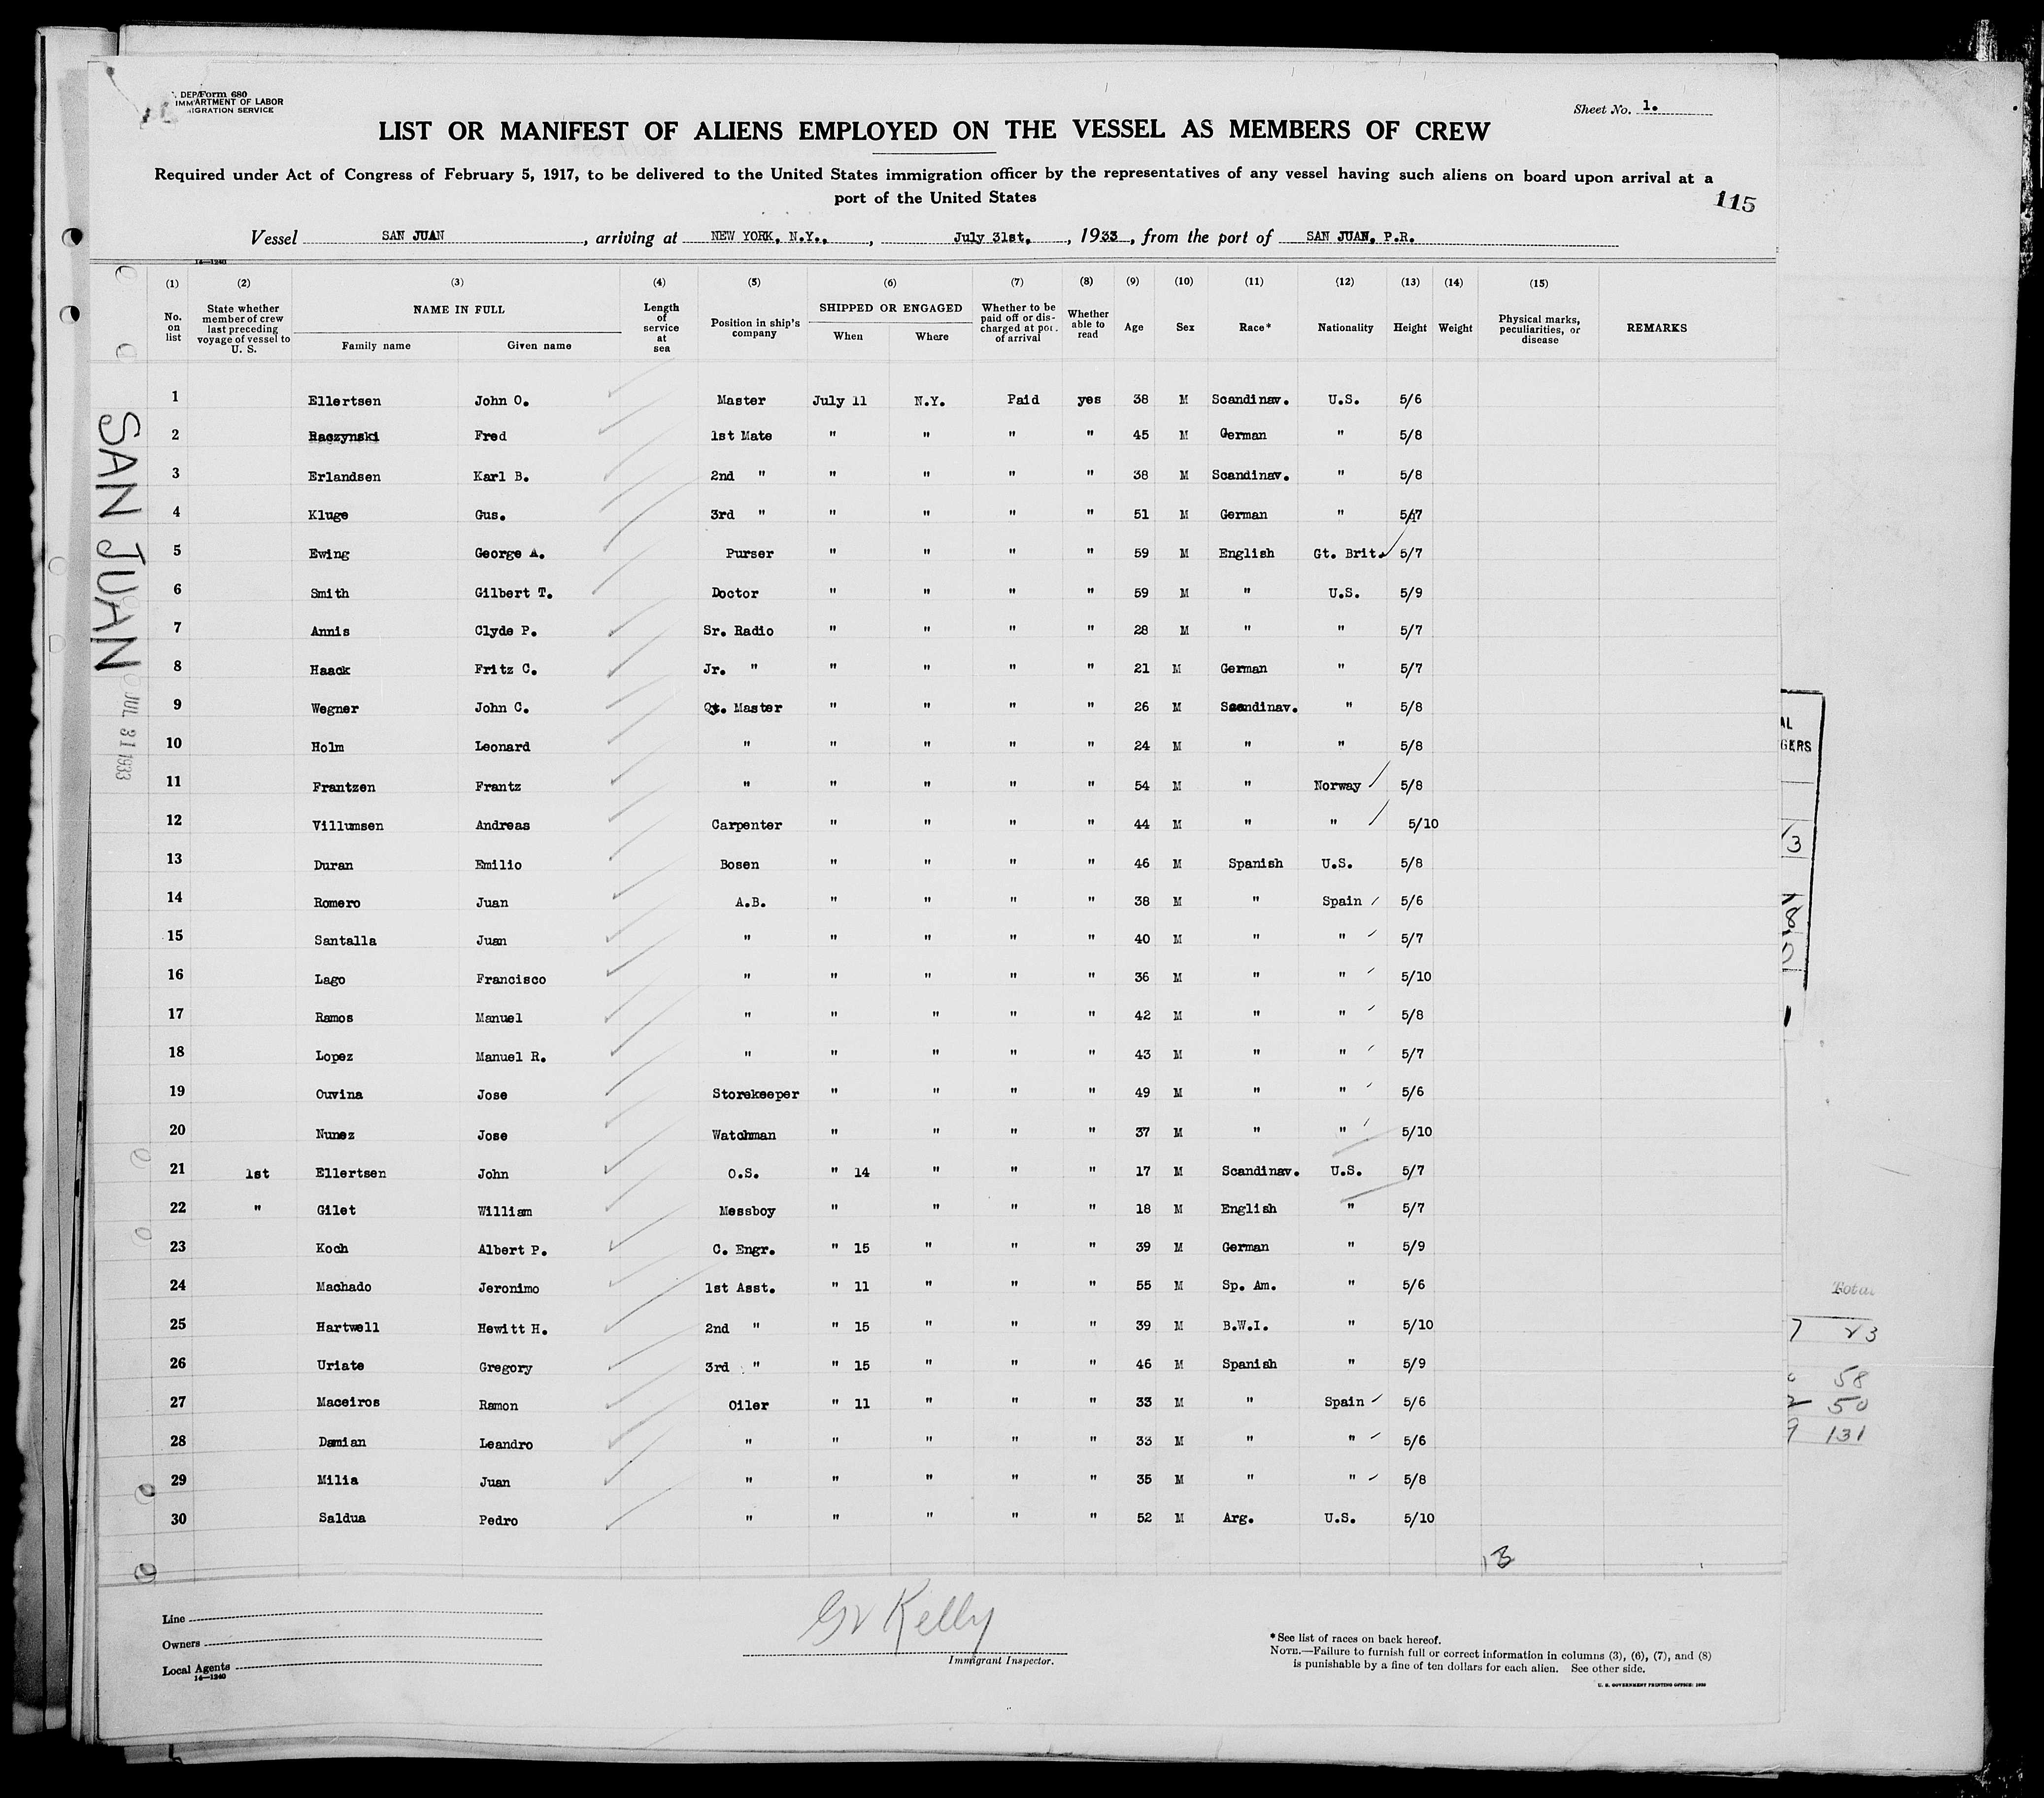 Form 680
DEPARTMENT OF LABOR
IMMIGRATION SERVICE
Sheet No. 1.
LIST OR MANIFEST OF ALIENS EMPLOYED ON THE VESSEL AS MEMBERS OF CREW
Required under Act of Congress of February 5, 1917, to be delivered to the United States immigration officer by the representatives of any vessel having such aliens on board upon arrival at a
port of the United States
115
Vessel SAN JUAN, arriving at NEW YORK, N.Y., July 31st, 1933, from the port of SAN JUAN, P.R.
14—1240
(1) (2) (3) (4) (5) (6) (7) (8) (9) (10) (11) (12) (13) (14) (15)
No. on list State whether member of crew last preceding voyage of vessel to U. S. NAME IN FULL Family name Given name Length of service at sea Position in ship's company SHIPPED OR ENGAGED When Where Whether to be paid off or discharged at port of arrival Whether able to read Age Sex Race* Nationality Height Weight Physical marks, peculiarities, or disease REMARKS
1 Ellertsen John O. Master July 11 N.Y. Paid yes 38 M Scandinav. U.S. 5/6
2 Raczynski Fred 1st Mate " " " " 45 M German " 5/8
3 Erlandsen Karl B. 2nd " " " " " 38 M Scandinav. " 5/8
4 Kluge Gus. 3rd " " " " " 51 M German " 5/7
5 Ewing George A. Purser " " " " 59 M English Gt. Brit. 5/7
6 Smith Gilbert T. Doctor " " " " 59 M " U.S. 5/9
7 Annis Clyde P. Sr. Radio " " " " 28 M " " 5/7
8 Haack Fritz C. Jr. " " " " " 21 M German " 5/7
9 Wegner John C. Qt. Master " " " " 26 M Scandinav. " 5/8
10 Holm Leonard " " " " " 24 M " " 5/8
11 Frantzen Frantz " " " " " 54 M " Norway 5/8
12 Villumsen Andreas Carpenter " " " " 44 M " " 5/10
13 Duran Emilio Bosen " " " " 46 M Spanish U.S. 5/8
14 Romero Juan A.B. " " " " 38 M " Spain 5/6
15 Santalla Juan " " " " " 40 M " " 5/7
16 Lago Francisco " " " " " 36 M " " 5/10
17 Ramos Manuel " " " " " 42 M " " 5/8
18 Lopez Manuel R. " " " " " 43 M " " 5/7
19 Ouvina Jose Storekeeper " " " " 49 M " " 5/6
20 Nunez Jose Watchman " " " " 37 M " " 5/10
21 1st Ellertsen John O.S. " 14 " " " 17 M Scandinav. U.S. 5/7
22 " Gilet William Messboy " " " " 18 M English " 5/7
23 Koch Albert P. C. Engr. " 15 " " " 39 M German " 5/9
24 Machado Jeronimo 1st Asst. " 11 " " " 55 M Sp. Am. " 5/6
25 Hartwell Hewitt H. 2nd " " 15 " " " 39 M B.W.I. " 5/10
26 Uriate Gregory 3rd " " 15 " " " 46 M Spanish " 5/9
27 Maceiros Ramon Oiler " 11 " " " 33 M " Spain 5/6
28 Damian Leandro " " " " " 33 M " " 5/6
29 Milia Juan " " " " " 35 M " " 5/8
30 Saldua Pedro " " " " " 52 M Arg. U.S. 5/10
13
SAN JUAN
JUL 31 1933
Line
Owners
Local Agents
14—1240
Kelly
Immigrant Inspector.
*See list of races on back hereof.
NOTE.—Failure to furnish full or correct information in columns (3), (6), (7), and (8)
is punishable by a fine of ten dollars for each alien. See other side.
U. S. GOVERNMENT PRINTING OFFICE
Total
58
50
131